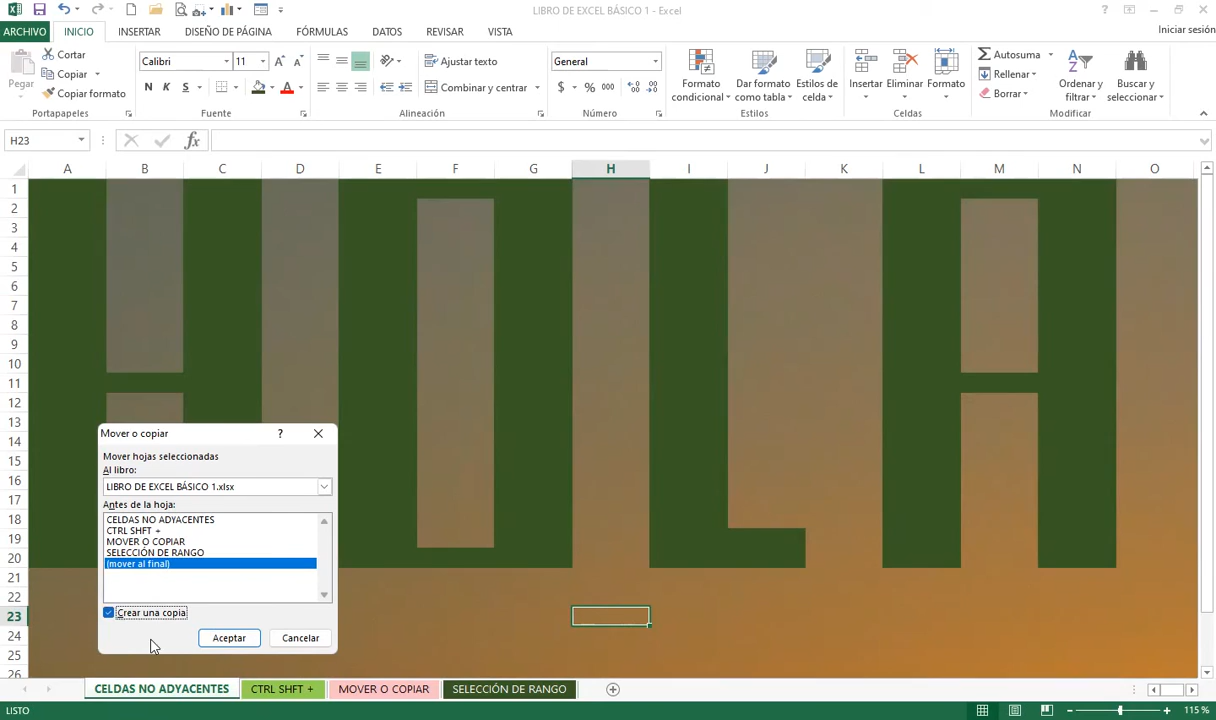 LIBRO DE EXCEL BÁSICO 1 - Excel
ARCHIVO INICIO INSERTAR DISEÑO DE PÁGINA FÓRMULAS DATOS REVISAR VISTA Iniciar sesión
Pegar
Cortar
Copiar
Copiar formato
Portapapeles
Calibri 11
N K S
Fuente
Ajustar texto
Combinar y centrar
Alineación
General
$ % 000
Número
Formato condicional
Dar formato como tabla
Estilos de celda
Estilos
Insertar Eliminar Formato
Celdas
Autosuma
Rellenar
Borrar
Ordenar y filtrar
Buscar y seleccionar
Modificar
H23 fx
A B C D E F G H I J K L M N O
1
2
3
4
5
6
7
8
9
10
11
12
13
14
15
16
17
18
19
20
21
22
23
24
25
26
HOLA
Mover o copiar ?
Mover hojas seleccionadas
Al libro:
LIBRO DE EXCEL BÁSICO 1.xlsx
Antes de la hoja:
CELDAS NO ADYACENTES
CTRL SHFT +
MOVER O COPIAR
SELECCIÓN DE RANGO
(mover al final)
Crear una copia
Aceptar Cancelar
CELDAS NO ADYACENTES CTRL SHFT + MOVER O COPIAR SELECCIÓN DE RANGO
LISTO 115 %